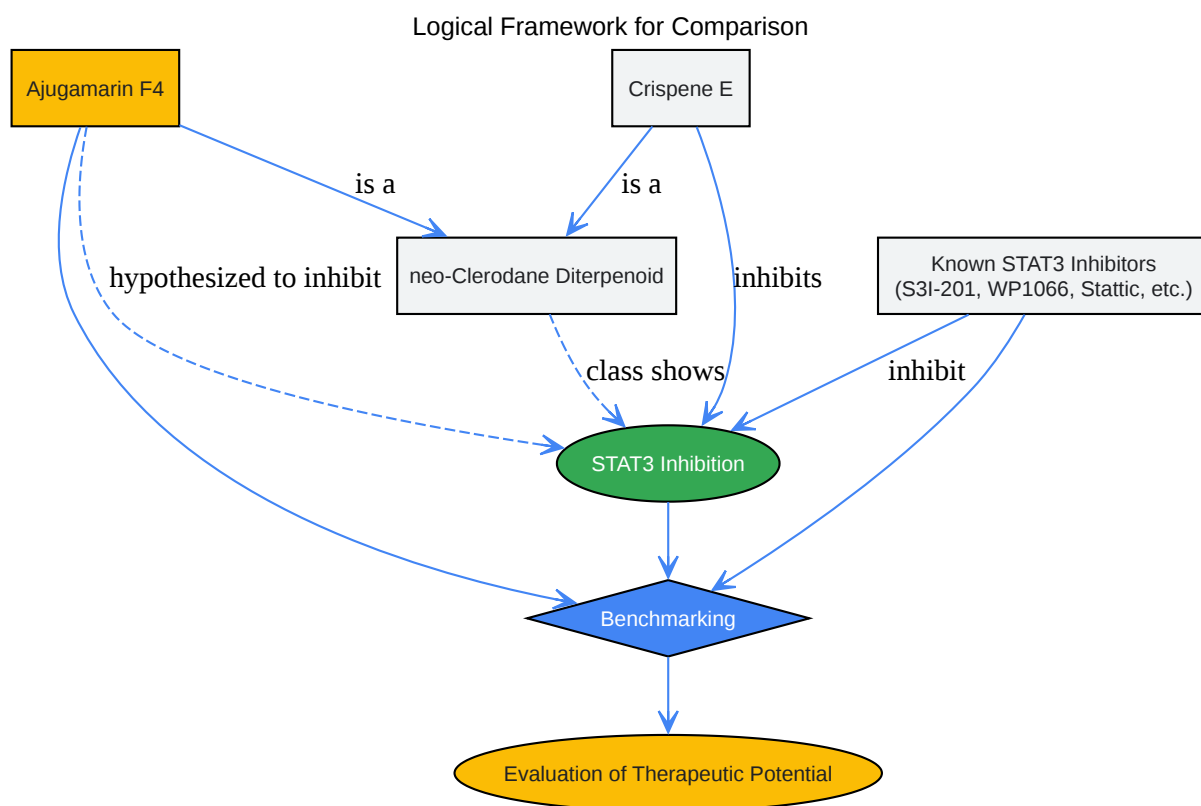 Logical Framework for Comparison
Ajugamarin F4
Crispene E
is a
is a
hypothesized to inhibit
neo-Clerodane Diterpenoid
inhibits
Known STAT3 Inhibitors
(S3I-201, WP1066, Stattic, etc.)
class shows
inhibit
STAT3 Inhibition
Benchmarking
Evaluation of Therapeutic Potential